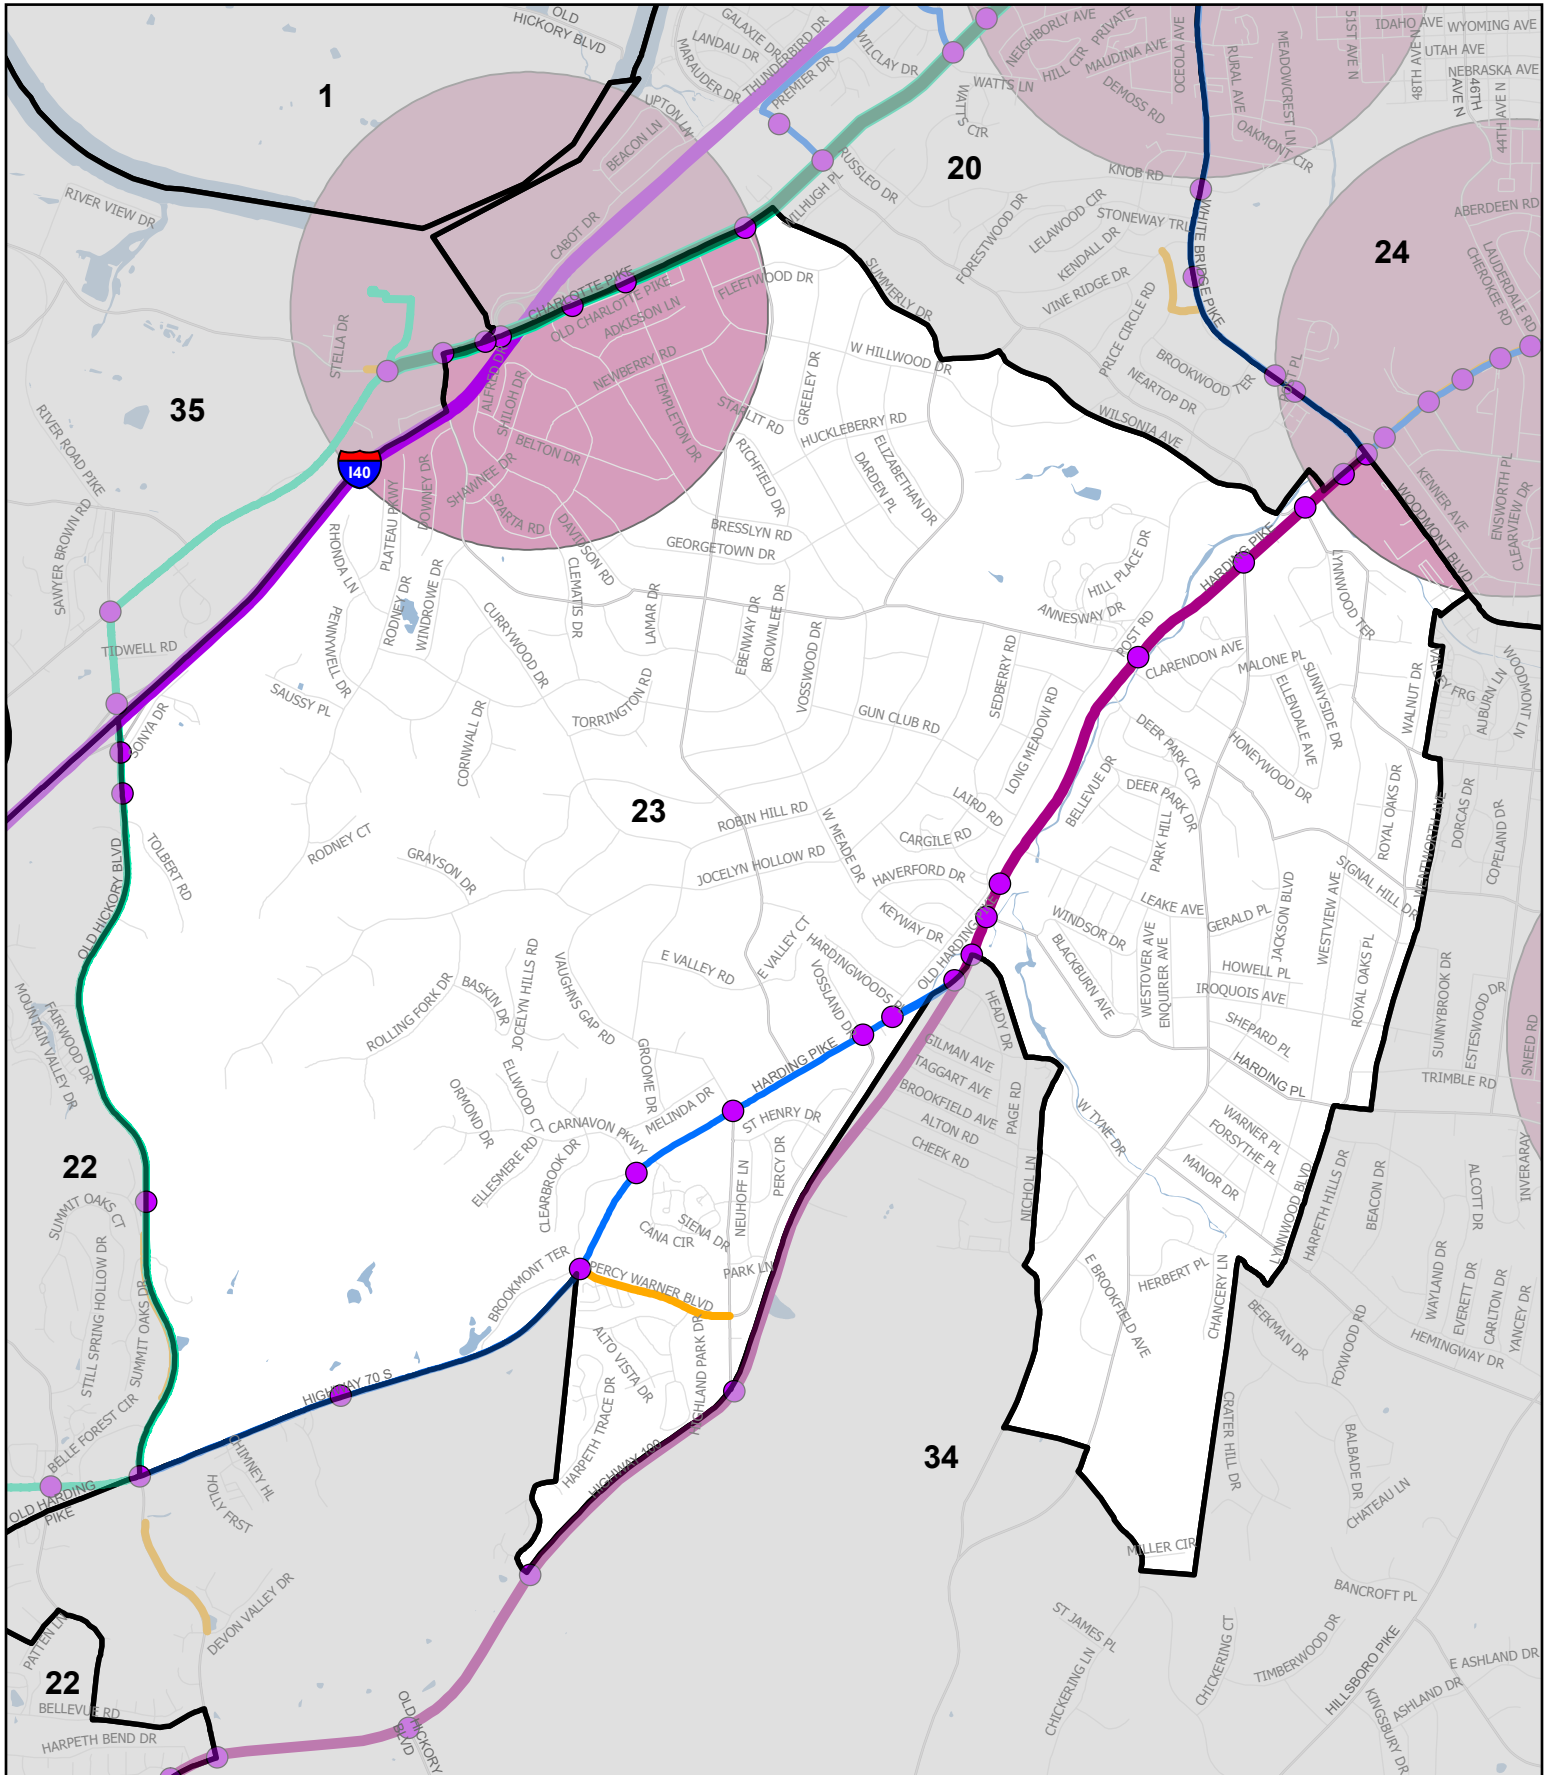 OLD
HICKORY BLVD
GALAXIE DR
LANDAU DR
MARAUDER DR
THUNDERBIRD DR
PREMIER DR
WILCLAY DR
WATTS LN
WATTS CIR
NEIGHBORLY AVE
PRIVATE
HILL CIR
MAUDINA AVE
DEMOSS RD
OCEOLA AVE
RURAL AVE
MEADOWCREST LN
OAKMONT CIR
51ST AVE N
IDAHO AVE
WYOMING AVE
UTAH AVE
NEBRASKA AVE
48TH AVE N
46TH
AVE N
44TH AVE N
1
UPTON LN
BEACON LN
CABOT DR
RUSSLEO DR
WILHUGH PL
20
KNOB RD
FORESTWOOD DR
LELAWOOD CIR
STONEWAY TRL
KENDALL DR
VINE RIDGE DR
WHITE BRIDGE PIKE
24
ABERDEEN RD
LAUDERDALE RD
CHEROKEE RD
RIVER VIEW DR
CHARLOTTE PIKE
OLD CHARLOTTE PIKE
ADKISSON LN
FLEETWOOD DR
SUMMERLY DR
PRICE CIRCLE RD
BROOKWOOD TER
NEARTOP DR
WILSONIA AVE
POST PL
STELLA DR
35
RIVER ROAD PIKE
SAWYER BROWN RD
I40
ALFRED DR
SHILOH DR
NEWBERRY RD
TEMPLETON DR
STARLIT RD
GREELEY DR
W HILLWOOD DR
HUCKLEBERRY RD
ELIZABETHAN DR
DARDEN PL
RICHFIELD DR
BELTON DR
SHAWNEE DR
SPARTA RD
DOWNEY DR
PLATEAU PKWY
RHONDA LN
DAVIDSON RD
BRESSLYN RD
GEORGETOWN DR
CLEMATIS DR
LAMAR DR
RODNEY DR
WINDROWE DR
PENNYWELL DR
CURRYWOOD DR
EBENWAY DR
BROWNLEE DR
VOSSWOOD DR
HILL PLACE DR
ANNESWAY DR
POST RD
HARDING PIKE
KENNER AVE
WOODMONT BLVD
ENSWORTH PL
CLEARVIEW DR
LYNNWOOD TER
TIDWELL RD
SONYA DR
SAUSSY PL
CORNWALL DR
TORRINGTON RD
SEDBERRY RD
GUN CLUB RD
LONG MEADOW RD
CLARENDON AVE
MALONE PL
SUNNYSIDE DR
ELLENDALE AVE
WALNUT DR
VALLEY FRG
AUBURN LN
WOODMONT LN
DEER PARK CIR
HONEYWOOD DR
BELLEVUE DR
DEER PARK DR
PARK HILL
ROYAL OAKS DR
WENTWORTH AVE
DORCAS DR
COPELAND DR
23
ROBIN HILL RD
W MEADE DR
LAIRD RD
CARGILE RD
HAVERFORD DR
JOCELYN HOLLOW RD
RODNEY CT
GRAYSON DR
TOLBERT RD
OLD HICKORY BLVD
KEYWAY DR
OLD HARDING PIKE
WINDSOR DR
BLACKBURN AVE
LEAKE AVE
GERALD PL
JACKSON BLVD
WESTVIEW AVE
SIGNAL HILL DR
WESTOVER AVE
ENQUIRER AVE
HOWELL PL
IROQUOIS AVE
ROYAL OAKS PL
E VALLEY RD
E VALLEY CT
HARDINGWOODS PL
VOSSLAND DR
VAUGHNS GAP RD
JOCELYN HILLS RD
BASKIN DR
ROLLING FORK DR
MOUNTAIN VALLEY DR
FAIRWOOD DR
HEADY DR
SHEPARD PL
HARDING PL
SUNNYBROOK DR
ESTESWOOD DR
SNEED RD
TRIMBLE RD
GILMAN AVE
TAGGART AVE
BROOKFIELD AVE
ALTON RD
CHEEK RD
PAGE RD
HARDING PIKE
GROOME DR
MELINDA DR
ST HENRY DR
ELLWOOD CT
ORMOND DR
CARNAVON PKWY
ELLESMERE RD
CLEARBROOK DR
PERCY DR
NEUHOFF LN
SIENA DR
CANA CIR
PARK LN
NICHOL LN
W TYNE DR
WARNER PL
FORSYTHE PL
MANOR DR
LYNNWOOD BLVD
HARPETH HILLS DR
BEACON DR
ALCOTT DR
INVERARAY
22
SUMMIT OAKS CT
STILL SPRING HOLLOW DR
SUMMIT OAKS DR
BROOKMONT TER
PERCY WARNER BLVD
E BROOKFIELD AVE
HERBERT PL
CHANCERY LN
WAYLAND DR
EVERETT DR
CARLTON DR
YANCEY DR
BEEKMAN DR
FOXWOOD RD
HEMINGWAY DR
ALTO VISTA DR
HIGHLAND PARK DR
HARPETH TRACE DR
HIGHWAY 70 S
HIGHWAY 100
BELLE FOREST CIR
CHIMNEY HL
HOLLY FRST
OLD HARDING
PIKE
34
CRATER HILL DR
BALBADE DR
CHATEAU LN
MILLER CIR
DEVON VALLEY DR
PATTEN LN
22
BELLEVUE RD
HARPETH BEND DR
OLD HICKORY
BLVD
ST JAMES PL
CHICKERING LN
CHICKERING CT
TIMBERWOOD DR
BANCROFT PL
HILLSBORO PIKE
E ASHLAND DR
ASHLAND DR
KINGSBURY DR